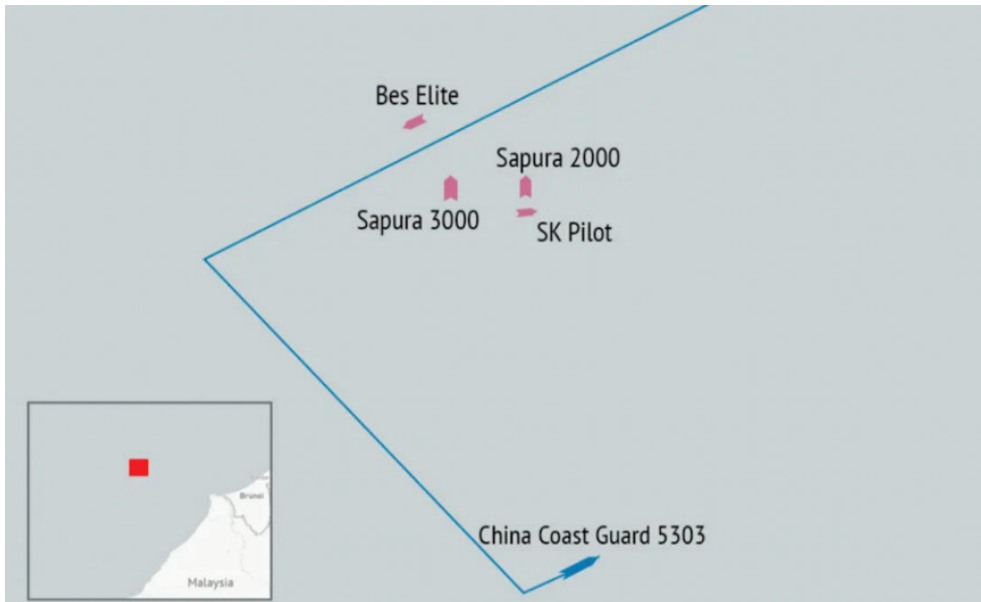 Bes Elite
Sapura 2000
Sapura 3000
SK Pilot
China Coast Guard 5303
Brunei
Malaysia